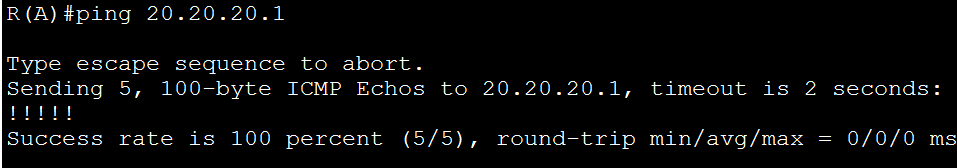 R(A)#ping 20.20.20.1
Type escape sequence to abort.
Sending 5, 100-byte ICMP Echos to 20.20.20.1, timeout is 2 seconds:
!!!!!
Success rate is 100 percent (5/5), round-trip min/avg/max = 0/0/0 ms